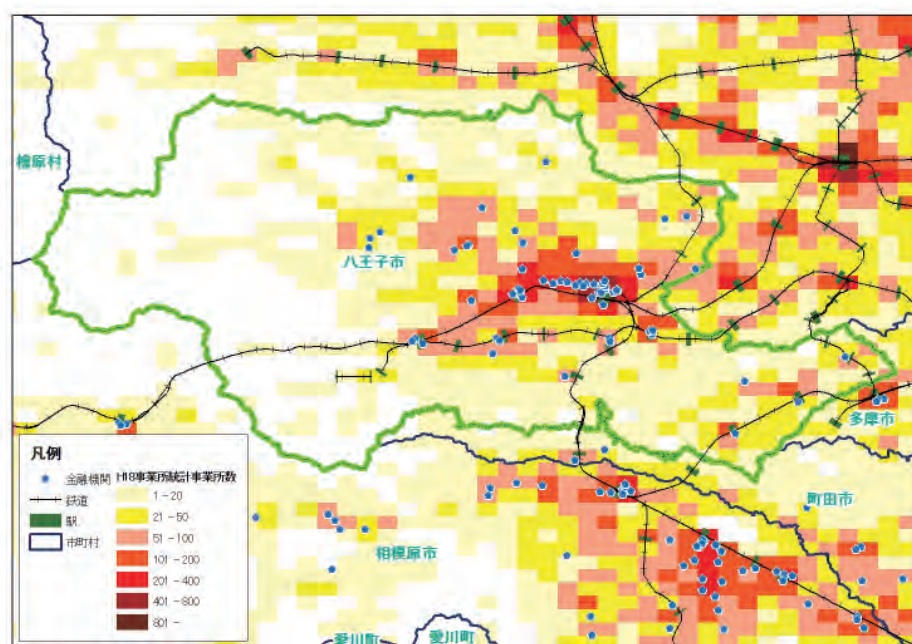 檜原村
八王子市
多摩市
町田市
相模原市
愛川町
愛川町
凡例
金融機関
鉄道
駅
市町村
H18事業所統計事業所数
1-20
21-50
51-100
101-200
201-400
401-800
801-